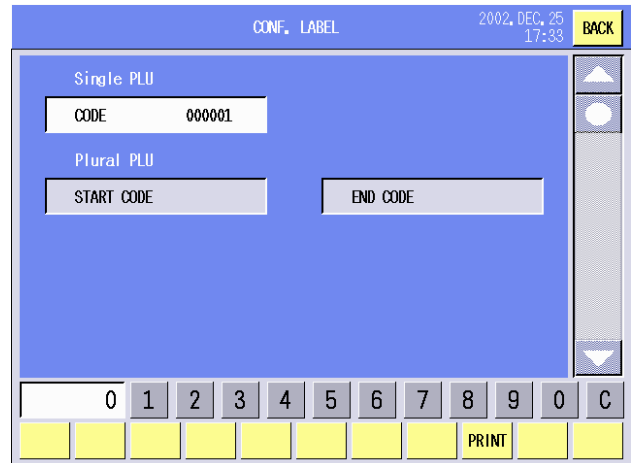 CONF. LABEL
2002. DEC. 25
17:33
BACK
Single PLU
CODE 000001
Plural PLU
START CODE
END CODE
0 1 2 3 4 5 6 7 8 9 0 C
PRINT